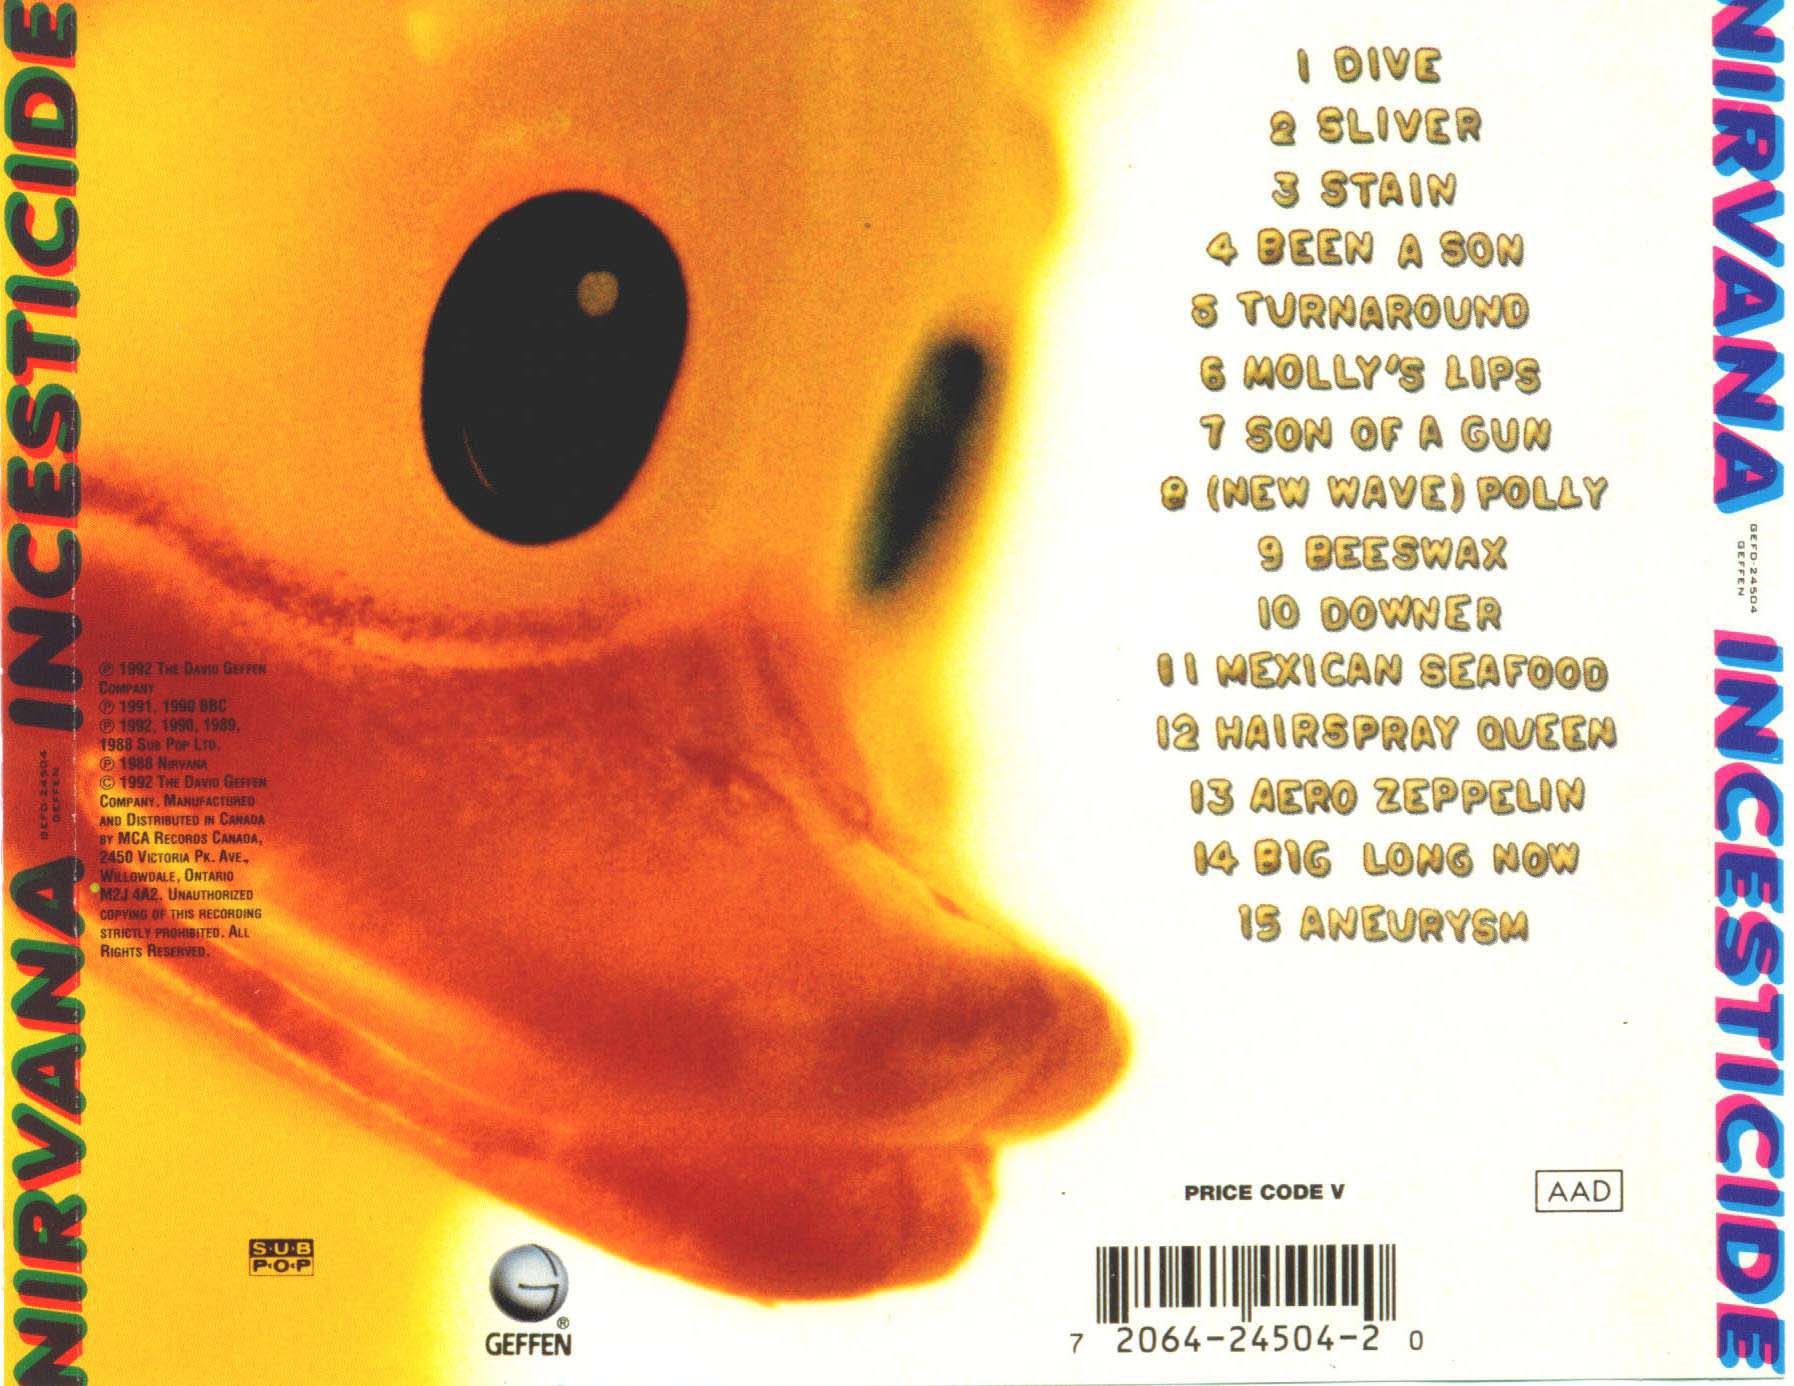 NIRVANA INCESTICIDE
GEFD-24504
GEFFEN
1 DIVE
2 SLIVER
3 STAIN
4 BEEN A SON
5 TURNAROUND
6 MOLLY'S LIPS
7 SON OF A GUN
8 (NEW WAVE) POLLY
9 BEESWAX
10 DOWNER
11 MEXICAN SEAFOOD
12 HAIRSPRAY QUEEN
13 AERO ZEPPELIN
14 BIG LONG NOW
15 ANEURYSM
℗ 1992 THE DAVID GEFFEN
COMPANY
℗ 1991, 1990 BBC
℗ 1992, 1990, 1989,
1988 SUB POP LTD.
℗ 1988 NIRVANA
© 1992 THE DAVID GEFFEN
COMPANY. MANUFACTURED
AND DISTRIBUTED IN CANADA
BY MCA RECORDS CANADA,
2450 VICTORIA PK. AVE.,
WILLOWDALE, ONTARIO
M2J 4A2. UNAUTHORIZED
COPYING OF THIS RECORDING
STRICTLY PROHIBITED. ALL
RIGHTS RESERVED.
SUB
POP
GEFFEN®
PRICE CODE V
AAD
7 2064-24504-2 0
NIRVANA INCESTICIDE
GEFD-24504
GEFFEN